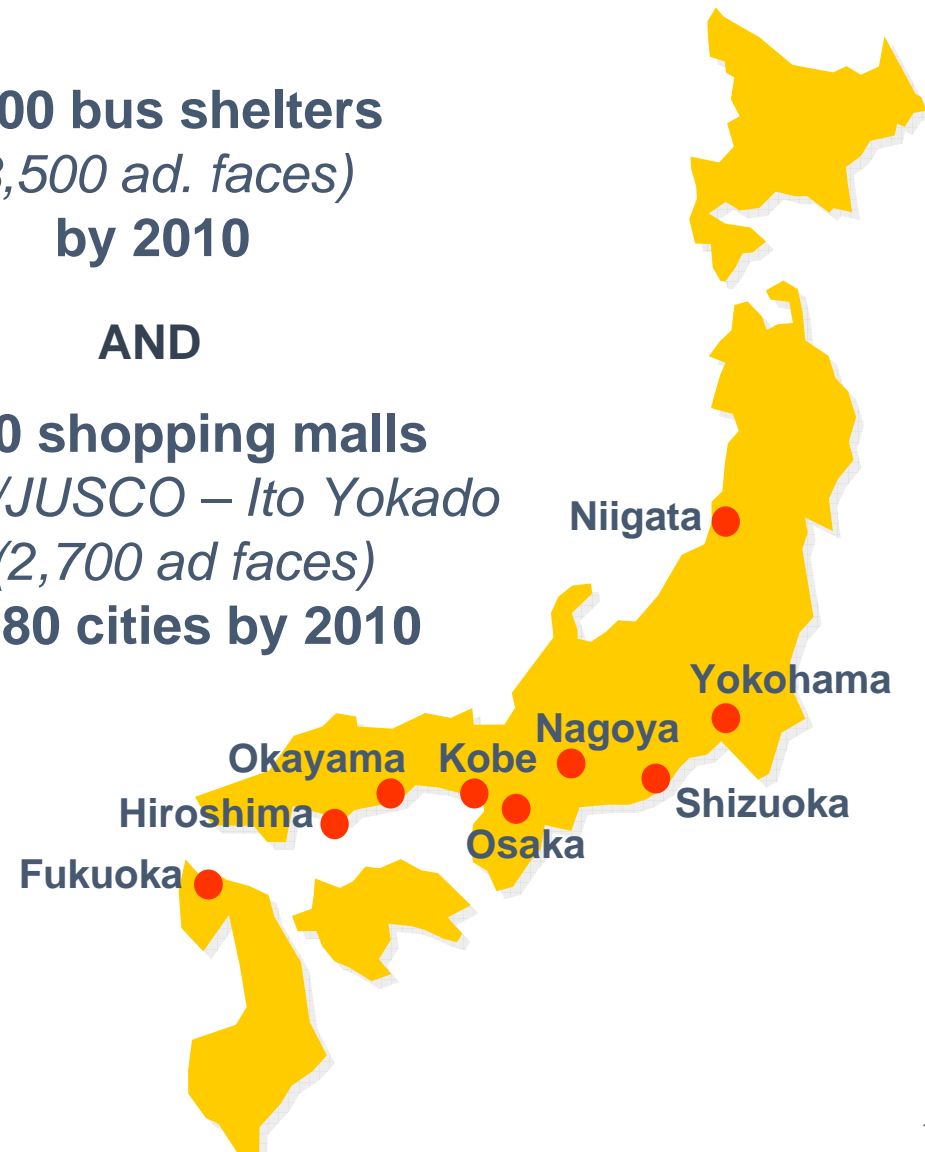 00 bus shelters
,500 ad. faces)
by 2010
AND
0 shopping malls
/JUSCO – Ito Yokado
(2,700 ad faces)
80 cities by 2010
Niigata
Yokohama
Nagoya
Okayama
Kobe
Shizuoka
Hiroshima
Osaka
Fukuoka